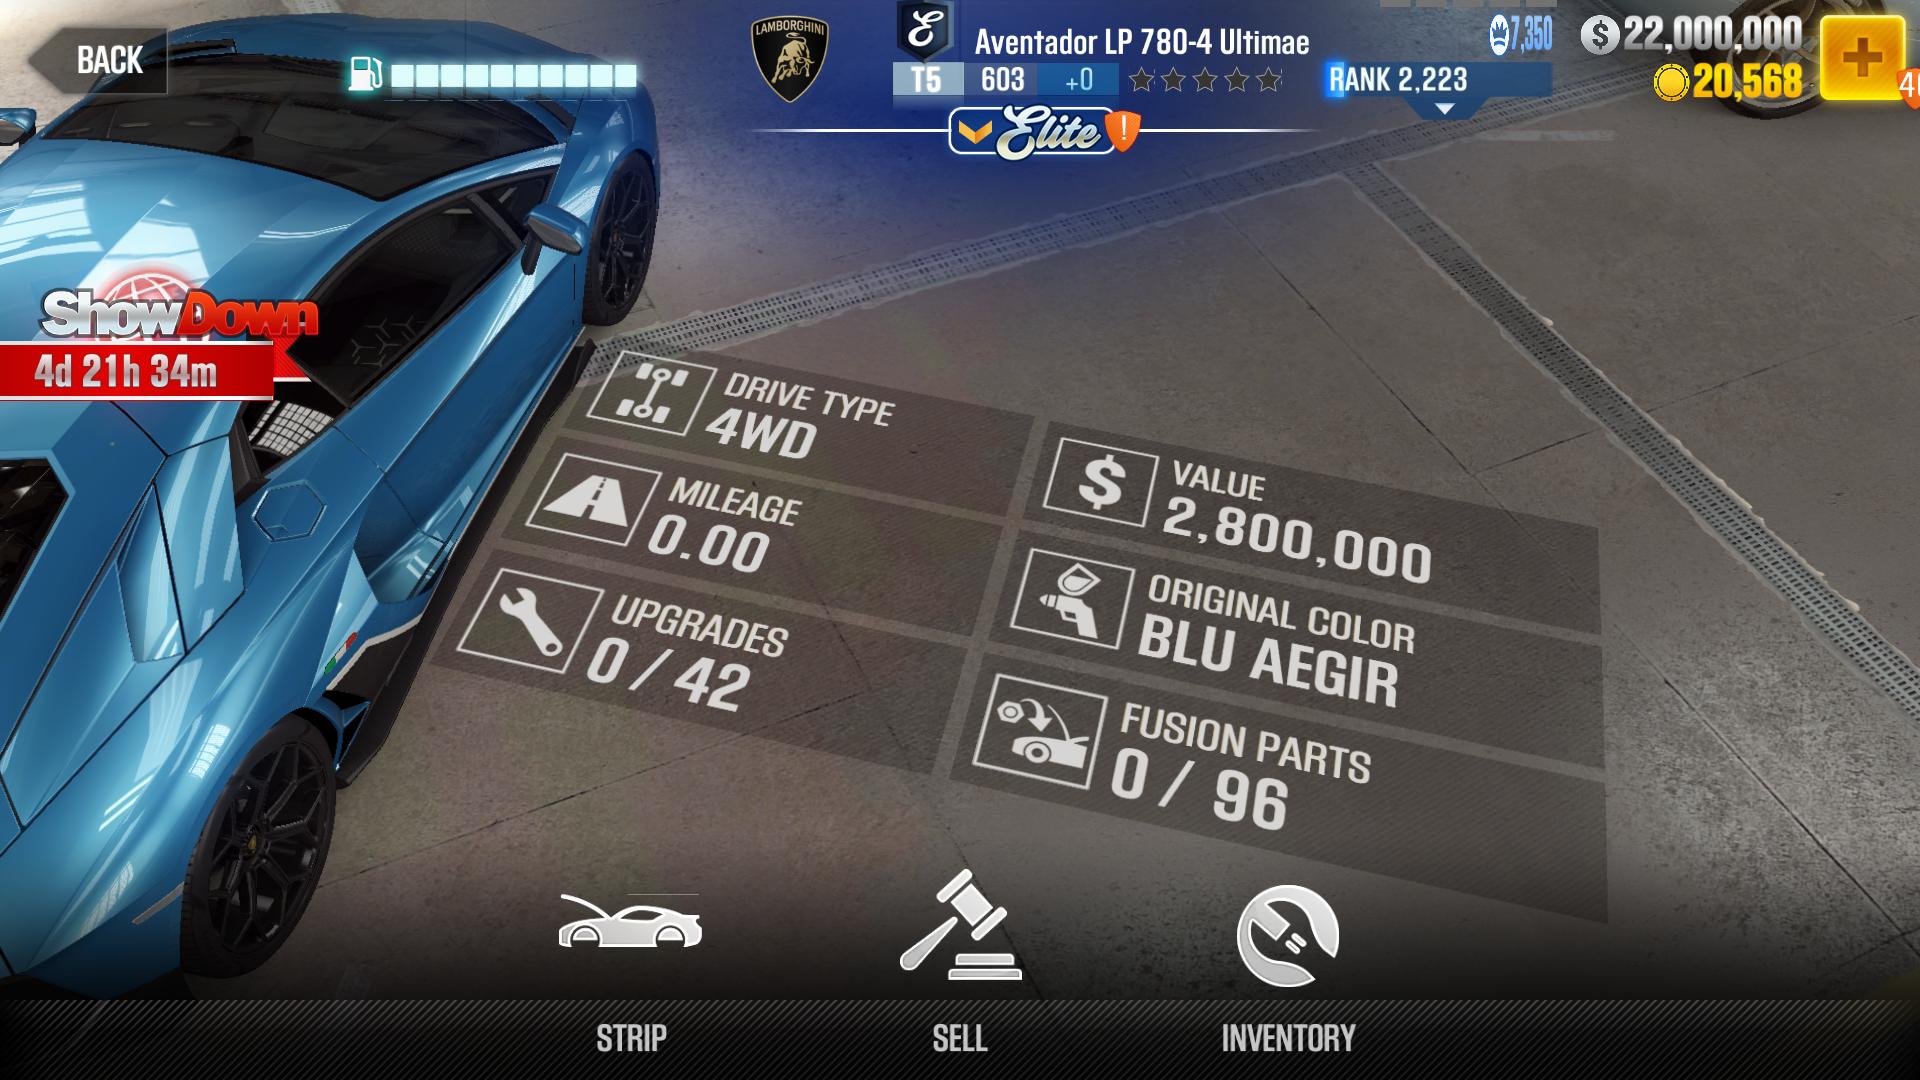 BACK
LAMBORGHINI
Aventador LP 780-4 Ultimae
7,350
22,000,000
T5 603 +0
RANK 2,223
20,568
Elite
ShowDown
4d 21h 34m
DRIVE TYPE
4WD
MILEAGE
0.00
UPGRADES
0 / 42
VALUE
2,800,000
ORIGINAL COLOR
BLU AEGIR
FUSION PARTS
0 / 96
STRIP
SELL
INVENTORY